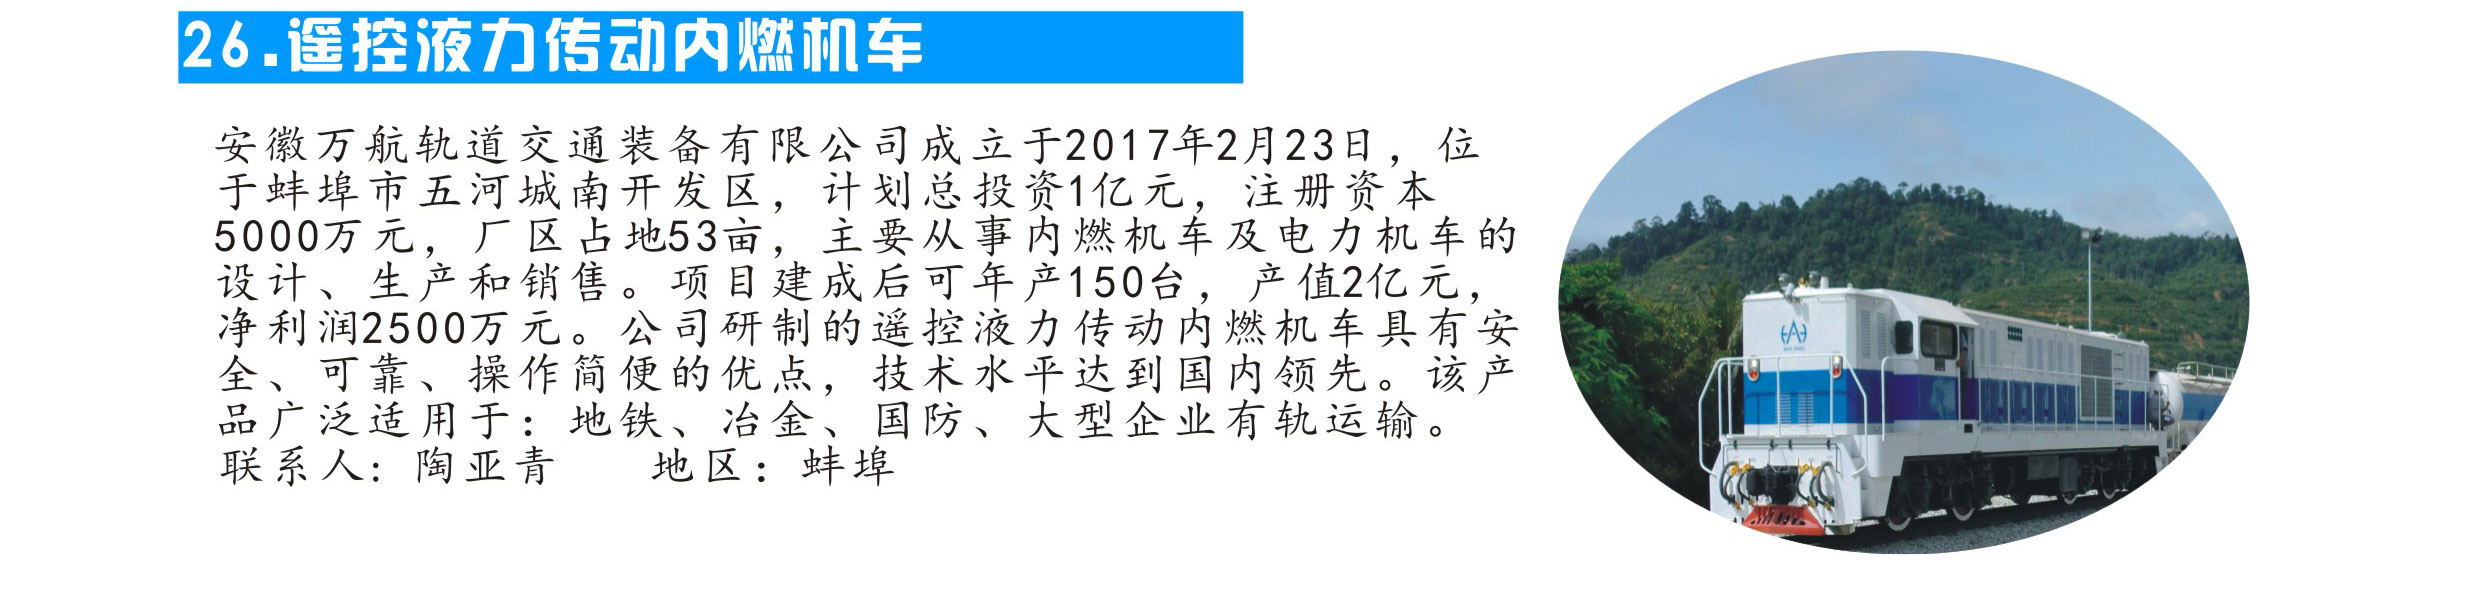 26.遥控液力传动内燃机车
安徽万航轨道交通装备有限公司成立于2017年2月23日，位
于蚌埠市五河城南开发区，计划总投资1亿元，注册资本
5000万元，厂区占地53亩，主要从事内燃机车及电力机车的
设计、生产和销售。项目建成后可年产150台，产值2亿元，
净利润2500万元。公司研制的遥控液力传动内燃机车具有安
全、可靠、操作简便的优点，技术水平达到国内领先。该产
品广泛适用于：地铁、冶金、国防、大型企业有轨运输。
联系人：陶亚青 地区：蚌埠